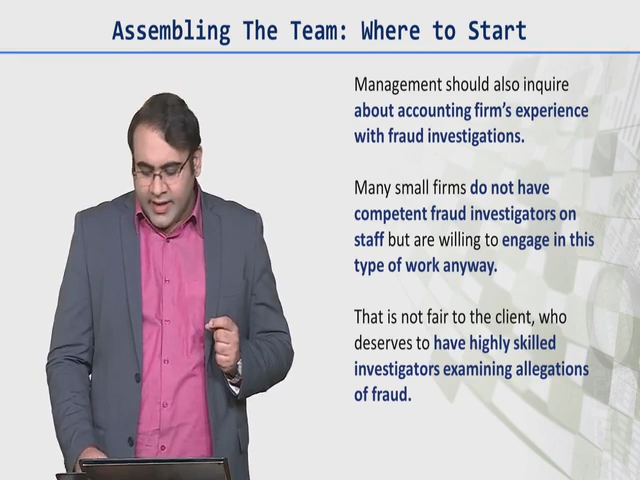 Assembling The Team: Where to Start
Management should also inquire
about accounting firm's experience
with fraud investigations.
Many small firms do not have
competent fraud investigators on
staff but are willing to engage in this
type of work anyway.
That is not fair to the client, who
deserves to have highly skilled
investigators examining allegations
of fraud.